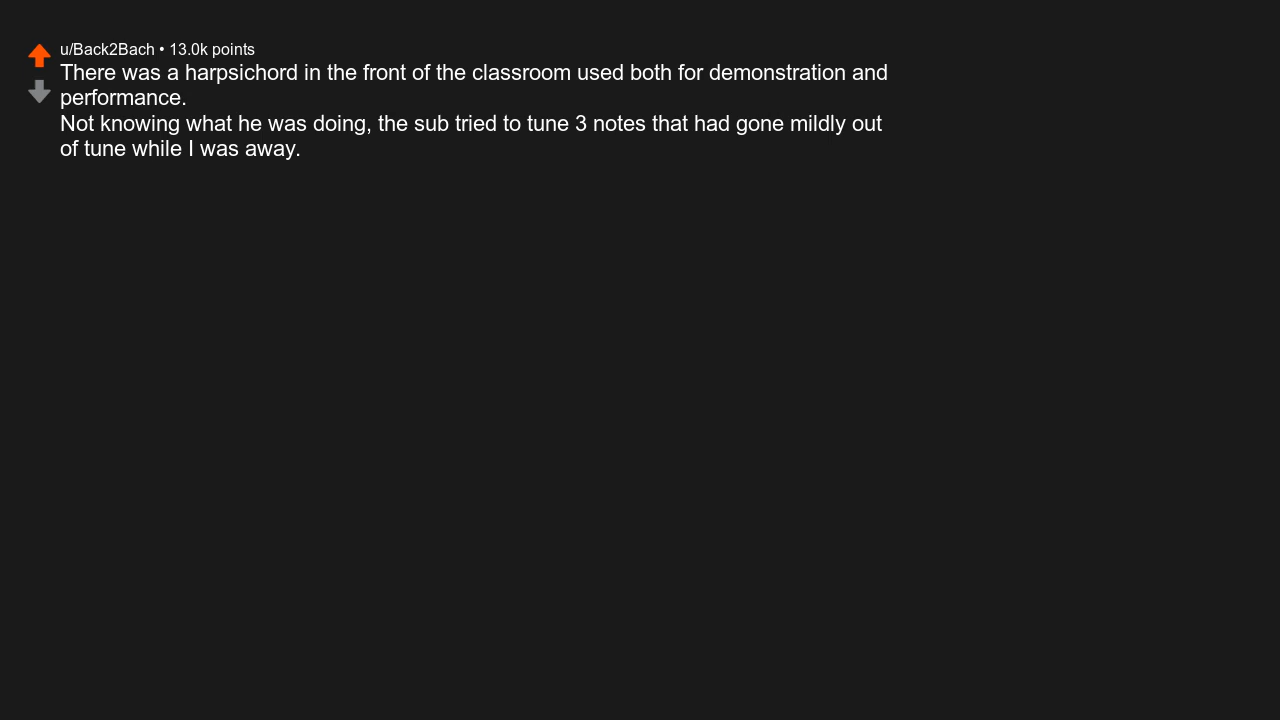 u/Back2Bach • 13.0k points
There was a harpsichord in the front of the classroom used both for demonstration and
performance.
Not knowing what he was doing, the sub tried to tune 3 notes that had gone mildly out
of tune while I was away.